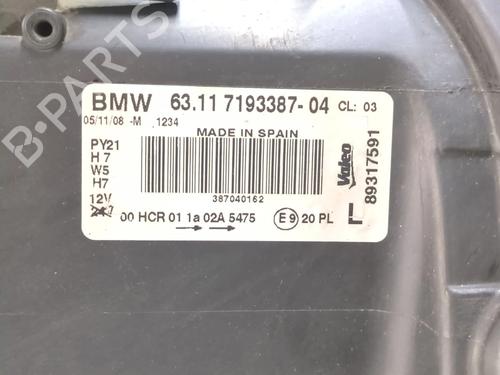 B-PARTS
BMW 63.11 7193387-04 CL: 03
05/11/08 -M 1234
MADE IN SPAIN
PY21
H7
W5
H7
12V
387040162
00 HCR 01 1a 02A 5475
E9 20 PL
Valeo
89317591
L